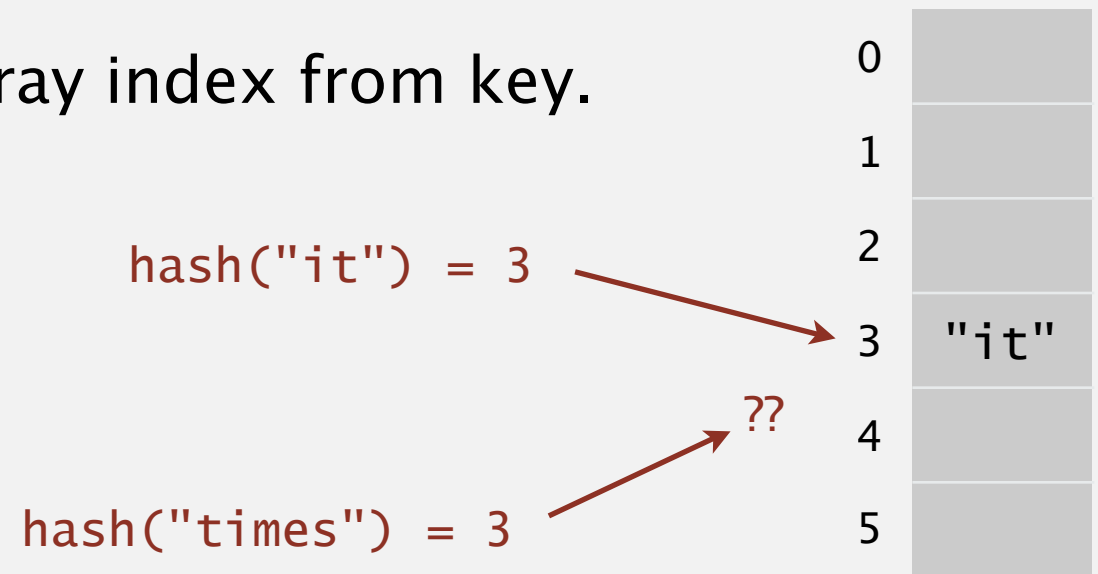 ray index from key.
hash("it") = 3
??
hash("times") = 3
0
1
2
3 "it"
4
5